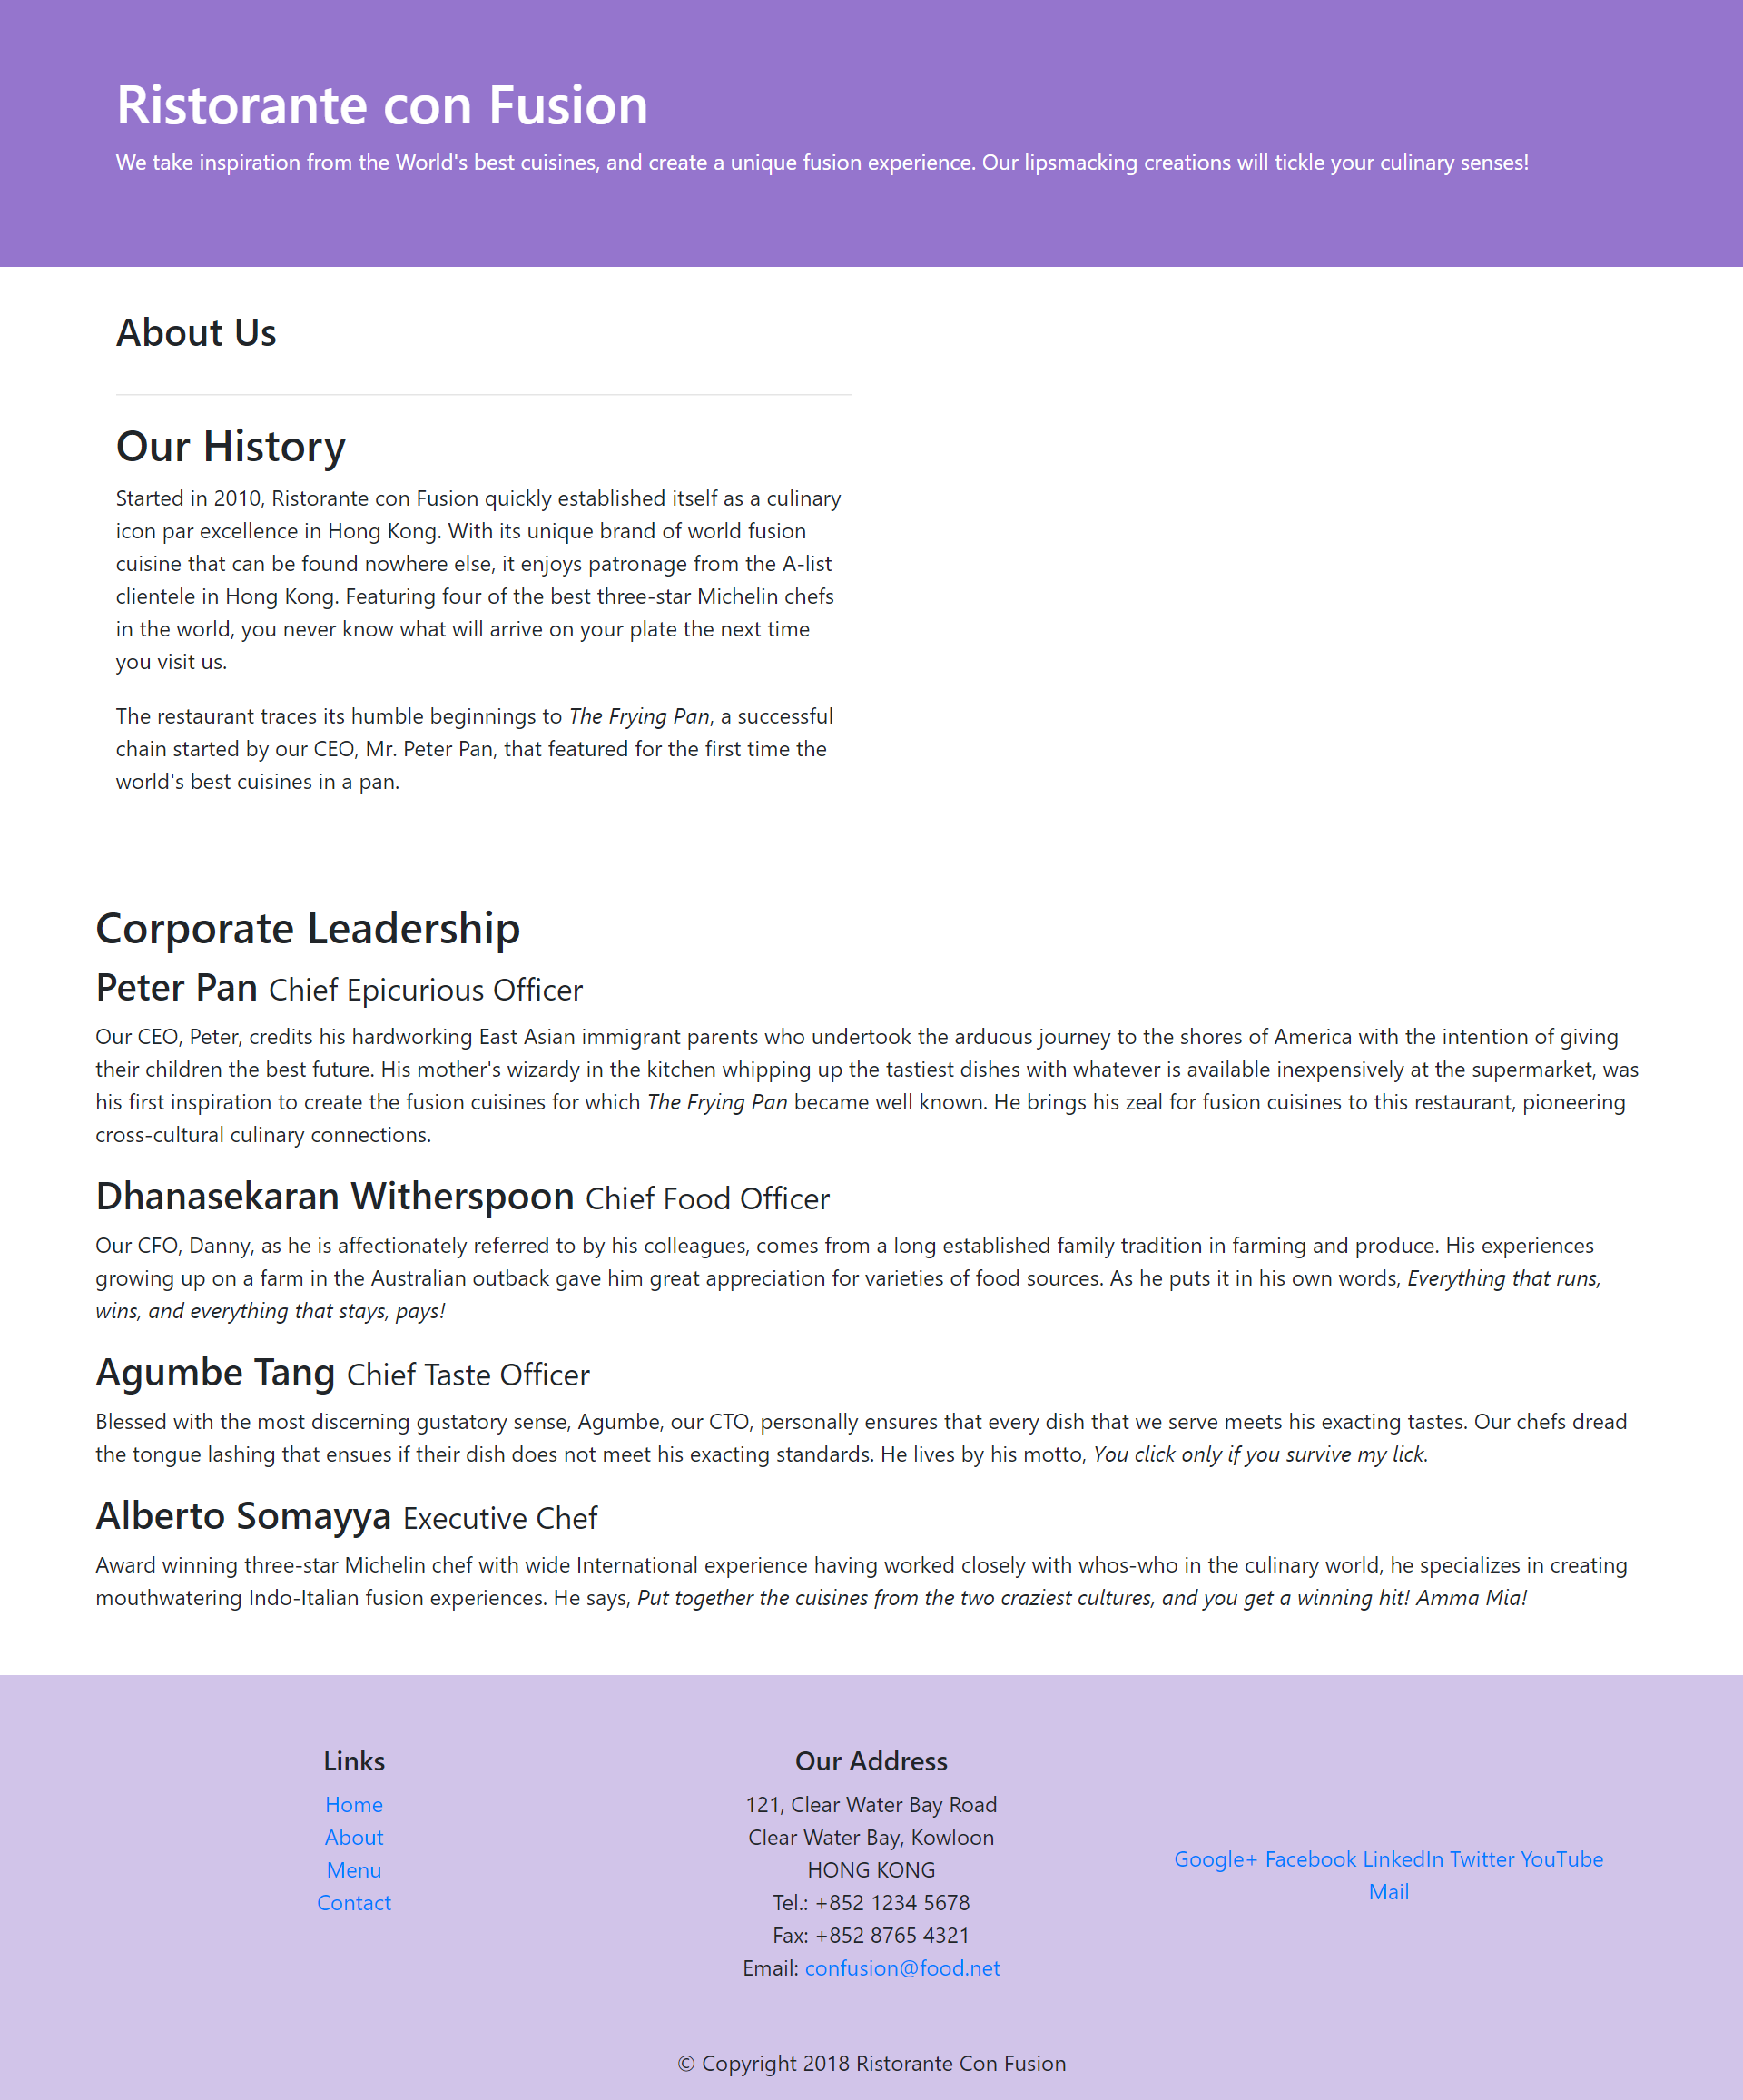 Ristorante con Fusion
We take inspiration from the World's best cuisines, and create a unique fusion experience. Our lipsmacking creations will tickle your culinary senses!
About Us
Our History
Started in 2010, Ristorante con Fusion quickly established itself as a culinary
icon par excellence in Hong Kong. With its unique brand of world fusion
cuisine that can be found nowhere else, it enjoys patronage from the A-list
clientele in Hong Kong. Featuring four of the best three-star Michelin chefs
in the world, you never know what will arrive on your plate the next time
you visit us.
The restaurant traces its humble beginnings to The Frying Pan, a successful
chain started by our CEO, Mr. Peter Pan, that featured for the first time the
world's best cuisines in a pan.
Corporate Leadership
Peter Pan Chief Epicurious Officer
Our CEO, Peter, credits his hardworking East Asian immigrant parents who undertook the arduous journey to the shores of America with the intention of giving
their children the best future. His mother's wizardy in the kitchen whipping up the tastiest dishes with whatever is available inexpensively at the supermarket, was
his first inspiration to create the fusion cuisines for which The Frying Pan became well known. He brings his zeal for fusion cuisines to this restaurant, pioneering
cross-cultural culinary connections.
Dhanasekaran Witherspoon Chief Food Officer
Our CFO, Danny, as he is affectionately referred to by his colleagues, comes from a long established family tradition in farming and produce. His experiences
growing up on a farm in the Australian outback gave him great appreciation for varieties of food sources. As he puts it in his own words, Everything that runs,
wins, and everything that stays, pays!
Agumbe Tang Chief Taste Officer
Blessed with the most discerning gustatory sense, Agumbe, our CTO, personally ensures that every dish that we serve meets his exacting tastes. Our chefs dread
the tongue lashing that ensues if their dish does not meet his exacting standards. He lives by his motto, You click only if you survive my lick.
Alberto Somayya Executive Chef
Award winning three-star Michelin chef with wide International experience having worked closely with whos-who in the culinary world, he specializes in creating
mouthwatering Indo-Italian fusion experiences. He says, Put together the cuisines from the two craziest cultures, and you get a winning hit! Amma Mia!
Links
Home
About
Menu
Contact
Our Address
121, Clear Water Bay Road
Clear Water Bay, Kowloon
HONG KONG
Tel.: +852 1234 5678
Fax: +852 8765 4321
Email: confusion@food.net
Google+ Facebook LinkedIn Twitter YouTube
Mail
© Copyright 2018 Ristorante Con Fusion